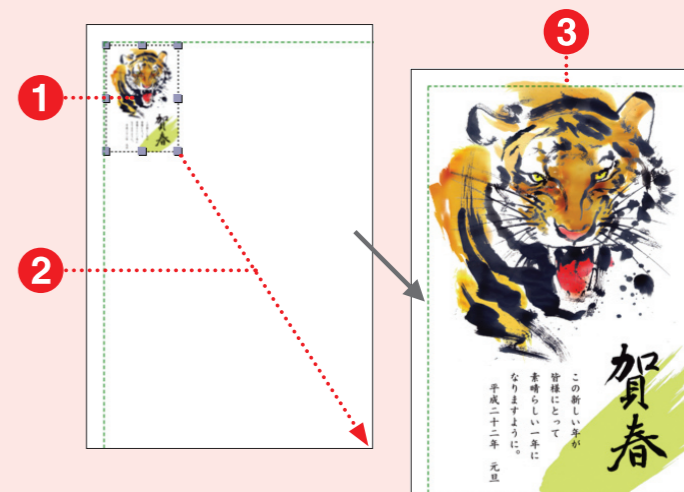 1
賀春
2
3
賀春
この新しい年が
皆様にとって
素晴らしい一年に
なりますように。
平成二十二年 元旦